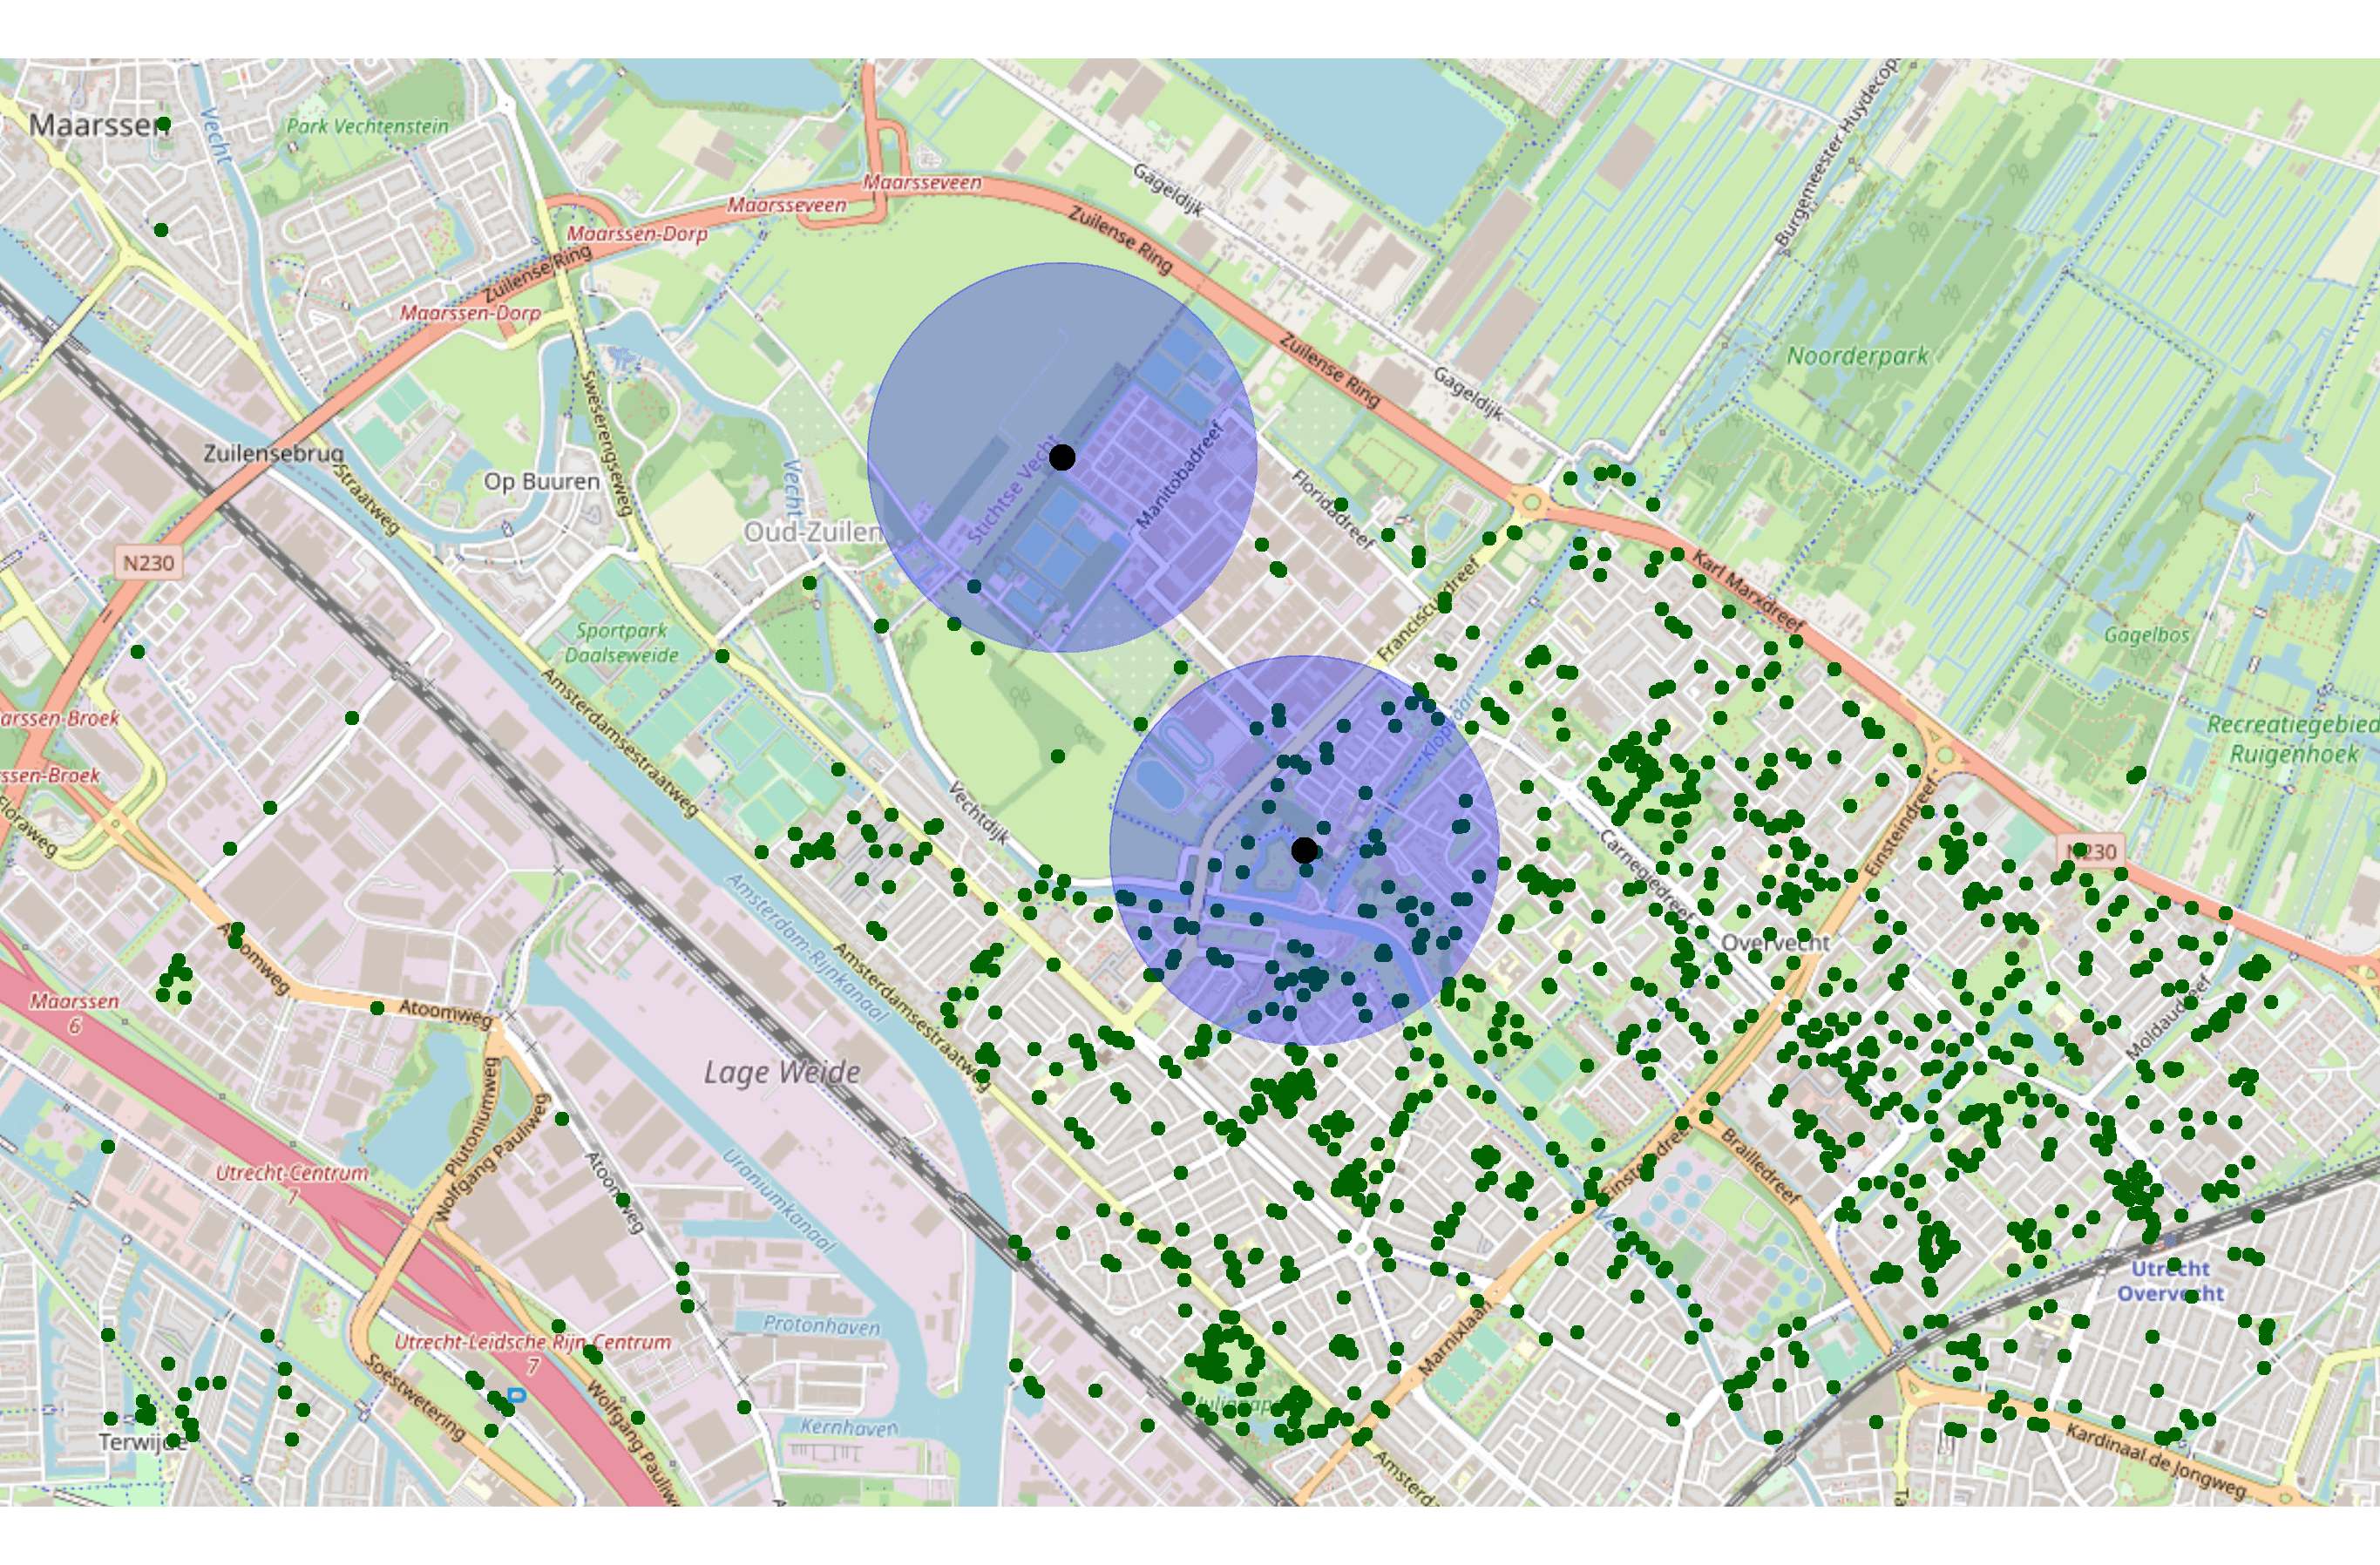 Maarssen
Vecht
Park Vechtenstein
Maarsseveen
Maarsseveen
Gageldijk
Burgemeester Huydecop
Zuilense Ring
Maarssen-Dorp
Zuilense Ring
Maarssen-Dorp
Zuilense Ring
Gageldijk
Noorderpark
Sweserengseweg
Zuilensebrug
Straatweg
Op Buuren
Vecht
Oud-Zuilen
Stichtse Vecht
Manitobadreef
Floridadreef
N230
Franciscusdreef
Karl Marxdreef
Sportpark
Daalseweide
Gagelbos
Amsterdamsestraatweg
arssen-Broek
ssen-Broek
Floraweg
Recreatiegebied
Ruigenhoek
Vechtdijk
Carnegiedreef
Einsteindreef
N230
Amsterdam-Rijnkanaal
Amsterdamsestraatweg
Overvecht
Atoomweg
Maarssen
6
Atoomweg
Moldaudreef
Lage Weide
Plutoniumweg
Wolfgang Pauliweg
Utrecht-Centrum
7
Atoomweg
Uraniumkanaal
Einsteindreef
Brailledreef
Utrecht
Overvecht
Protonhaven
Utrecht-Leidsche Rijn Centrum
7
Marnixlaan
Soestwetering
Wolfgang Pauliwe
Kernhaven
Terwijde
Amsterda
Kardinaal de Jongweg